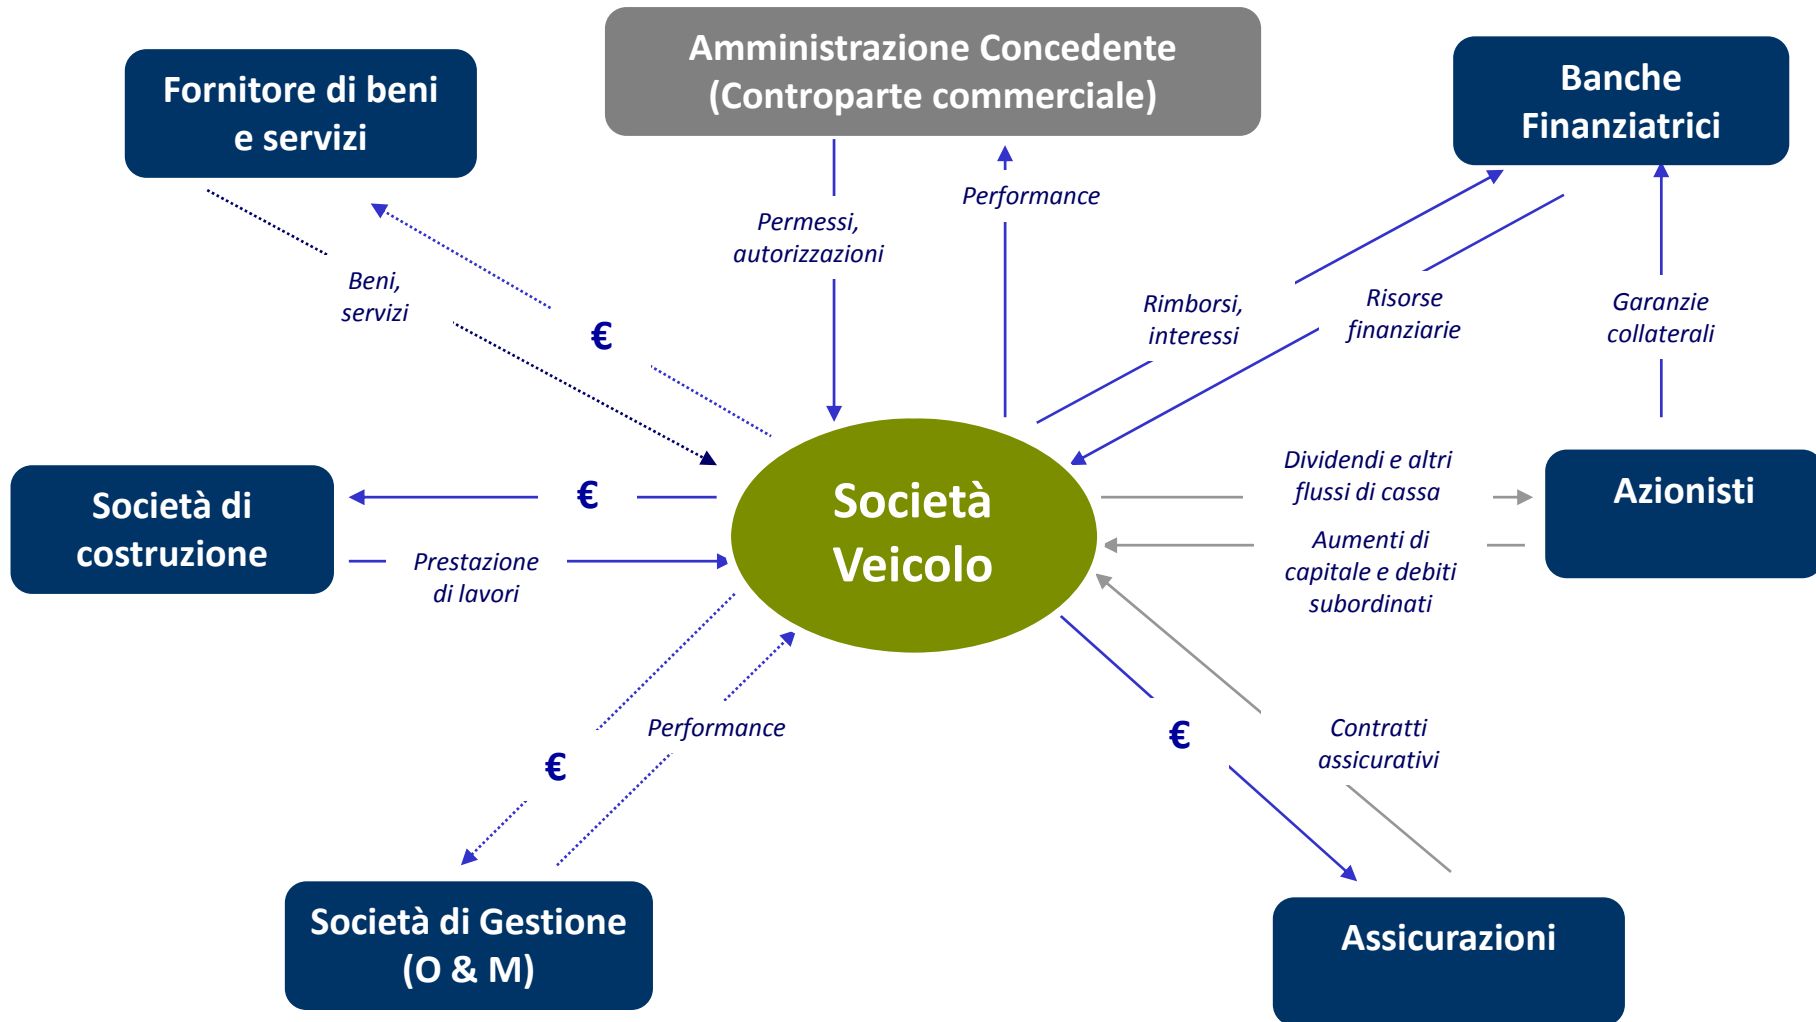 Amministrazione Concedente
(Controparte commerciale)
Fornitore di beni
e servizi
Banche
Finanziatrici
Performance
Permessi,
autorizzazioni
Beni,
servizi
€
Rimborsi,
interessi
Risorse
finanziarie
Garanzie
collaterali
Società di
costruzione
€
Prestazione
di lavori
Società
Veicolo
Dividendi e altri
flussi di cassa
Aumenti di
capitale e debiti
subordinati
Azionisti
Performance
€
€
Contratti
assicurativi
Società di Gestione
(O & M)
Assicurazioni